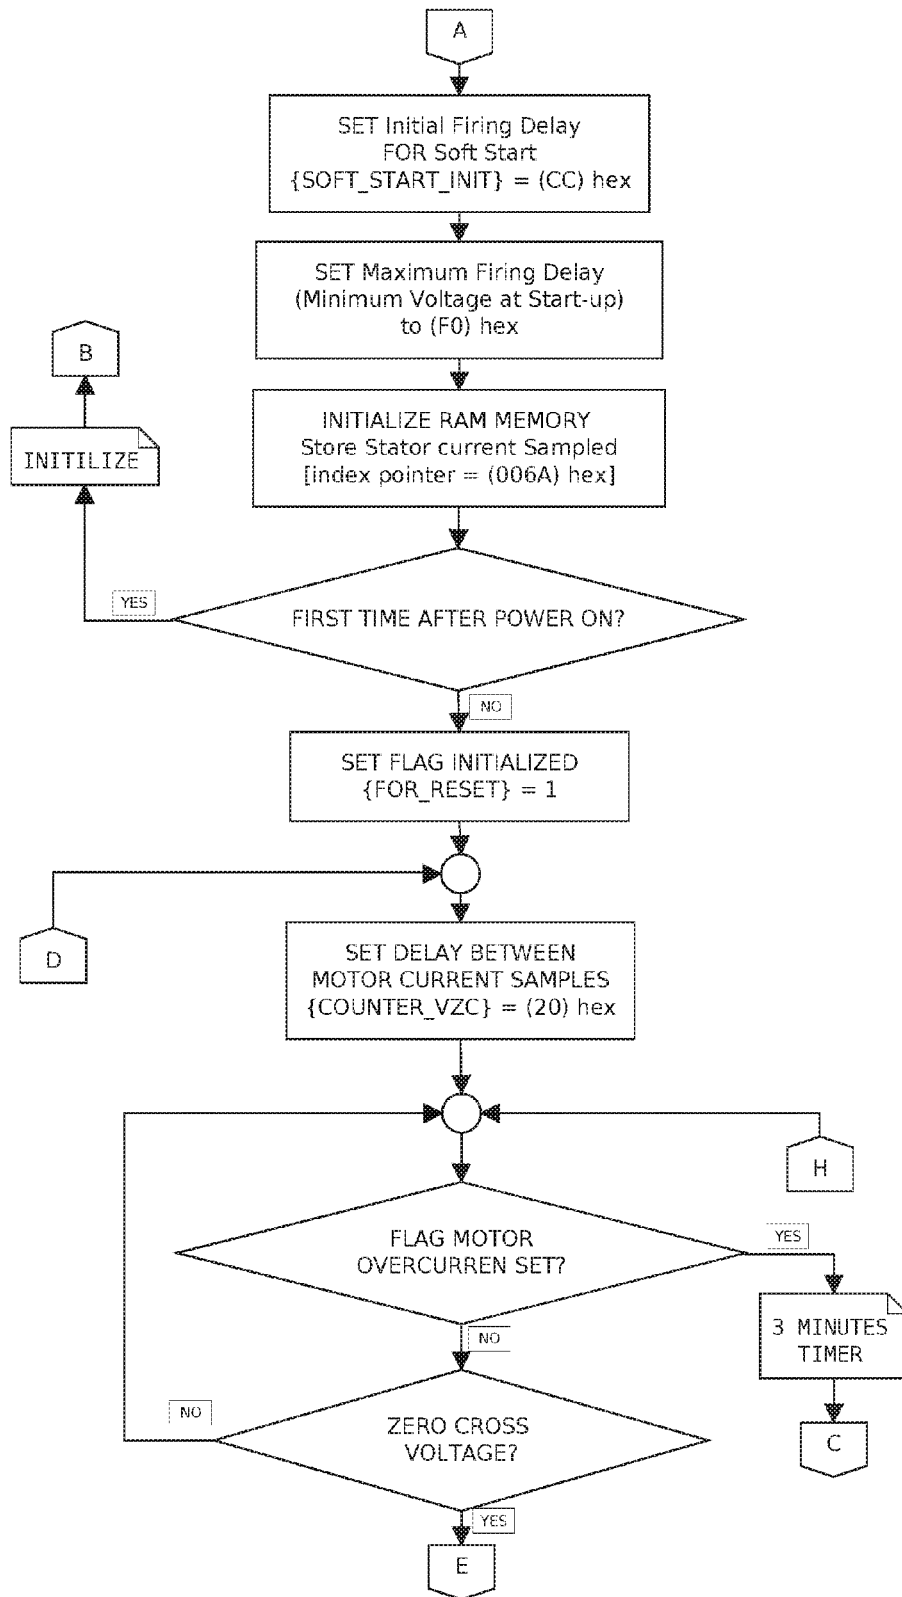 A
SET Initial Firing Delay
FOR Soft Start
{SOFT_START_INIT} = (CC) hex
SET Maximum Firing Delay
(Minimum Voltage at Start-up)
to (F0) hex
B
INITIALIZE RAM MEMORY
Store Stator current Sampled
[index pointer = (006A) hex]
INITILIZE
YES
FIRST TIME AFTER POWER ON?
NO
SET FLAG INITIALIZED
{FOR_RESET} = 1
D
SET DELAY BETWEEN
MOTOR CURRENT SAMPLES
{COUNTER_VZC} = (20) hex
H
FLAG MOTOR
OVERCURREN SET?
YES
3 MINUTES
TIMER
NO
NO
ZERO CROSS
VOLTAGE?
C
YES
E